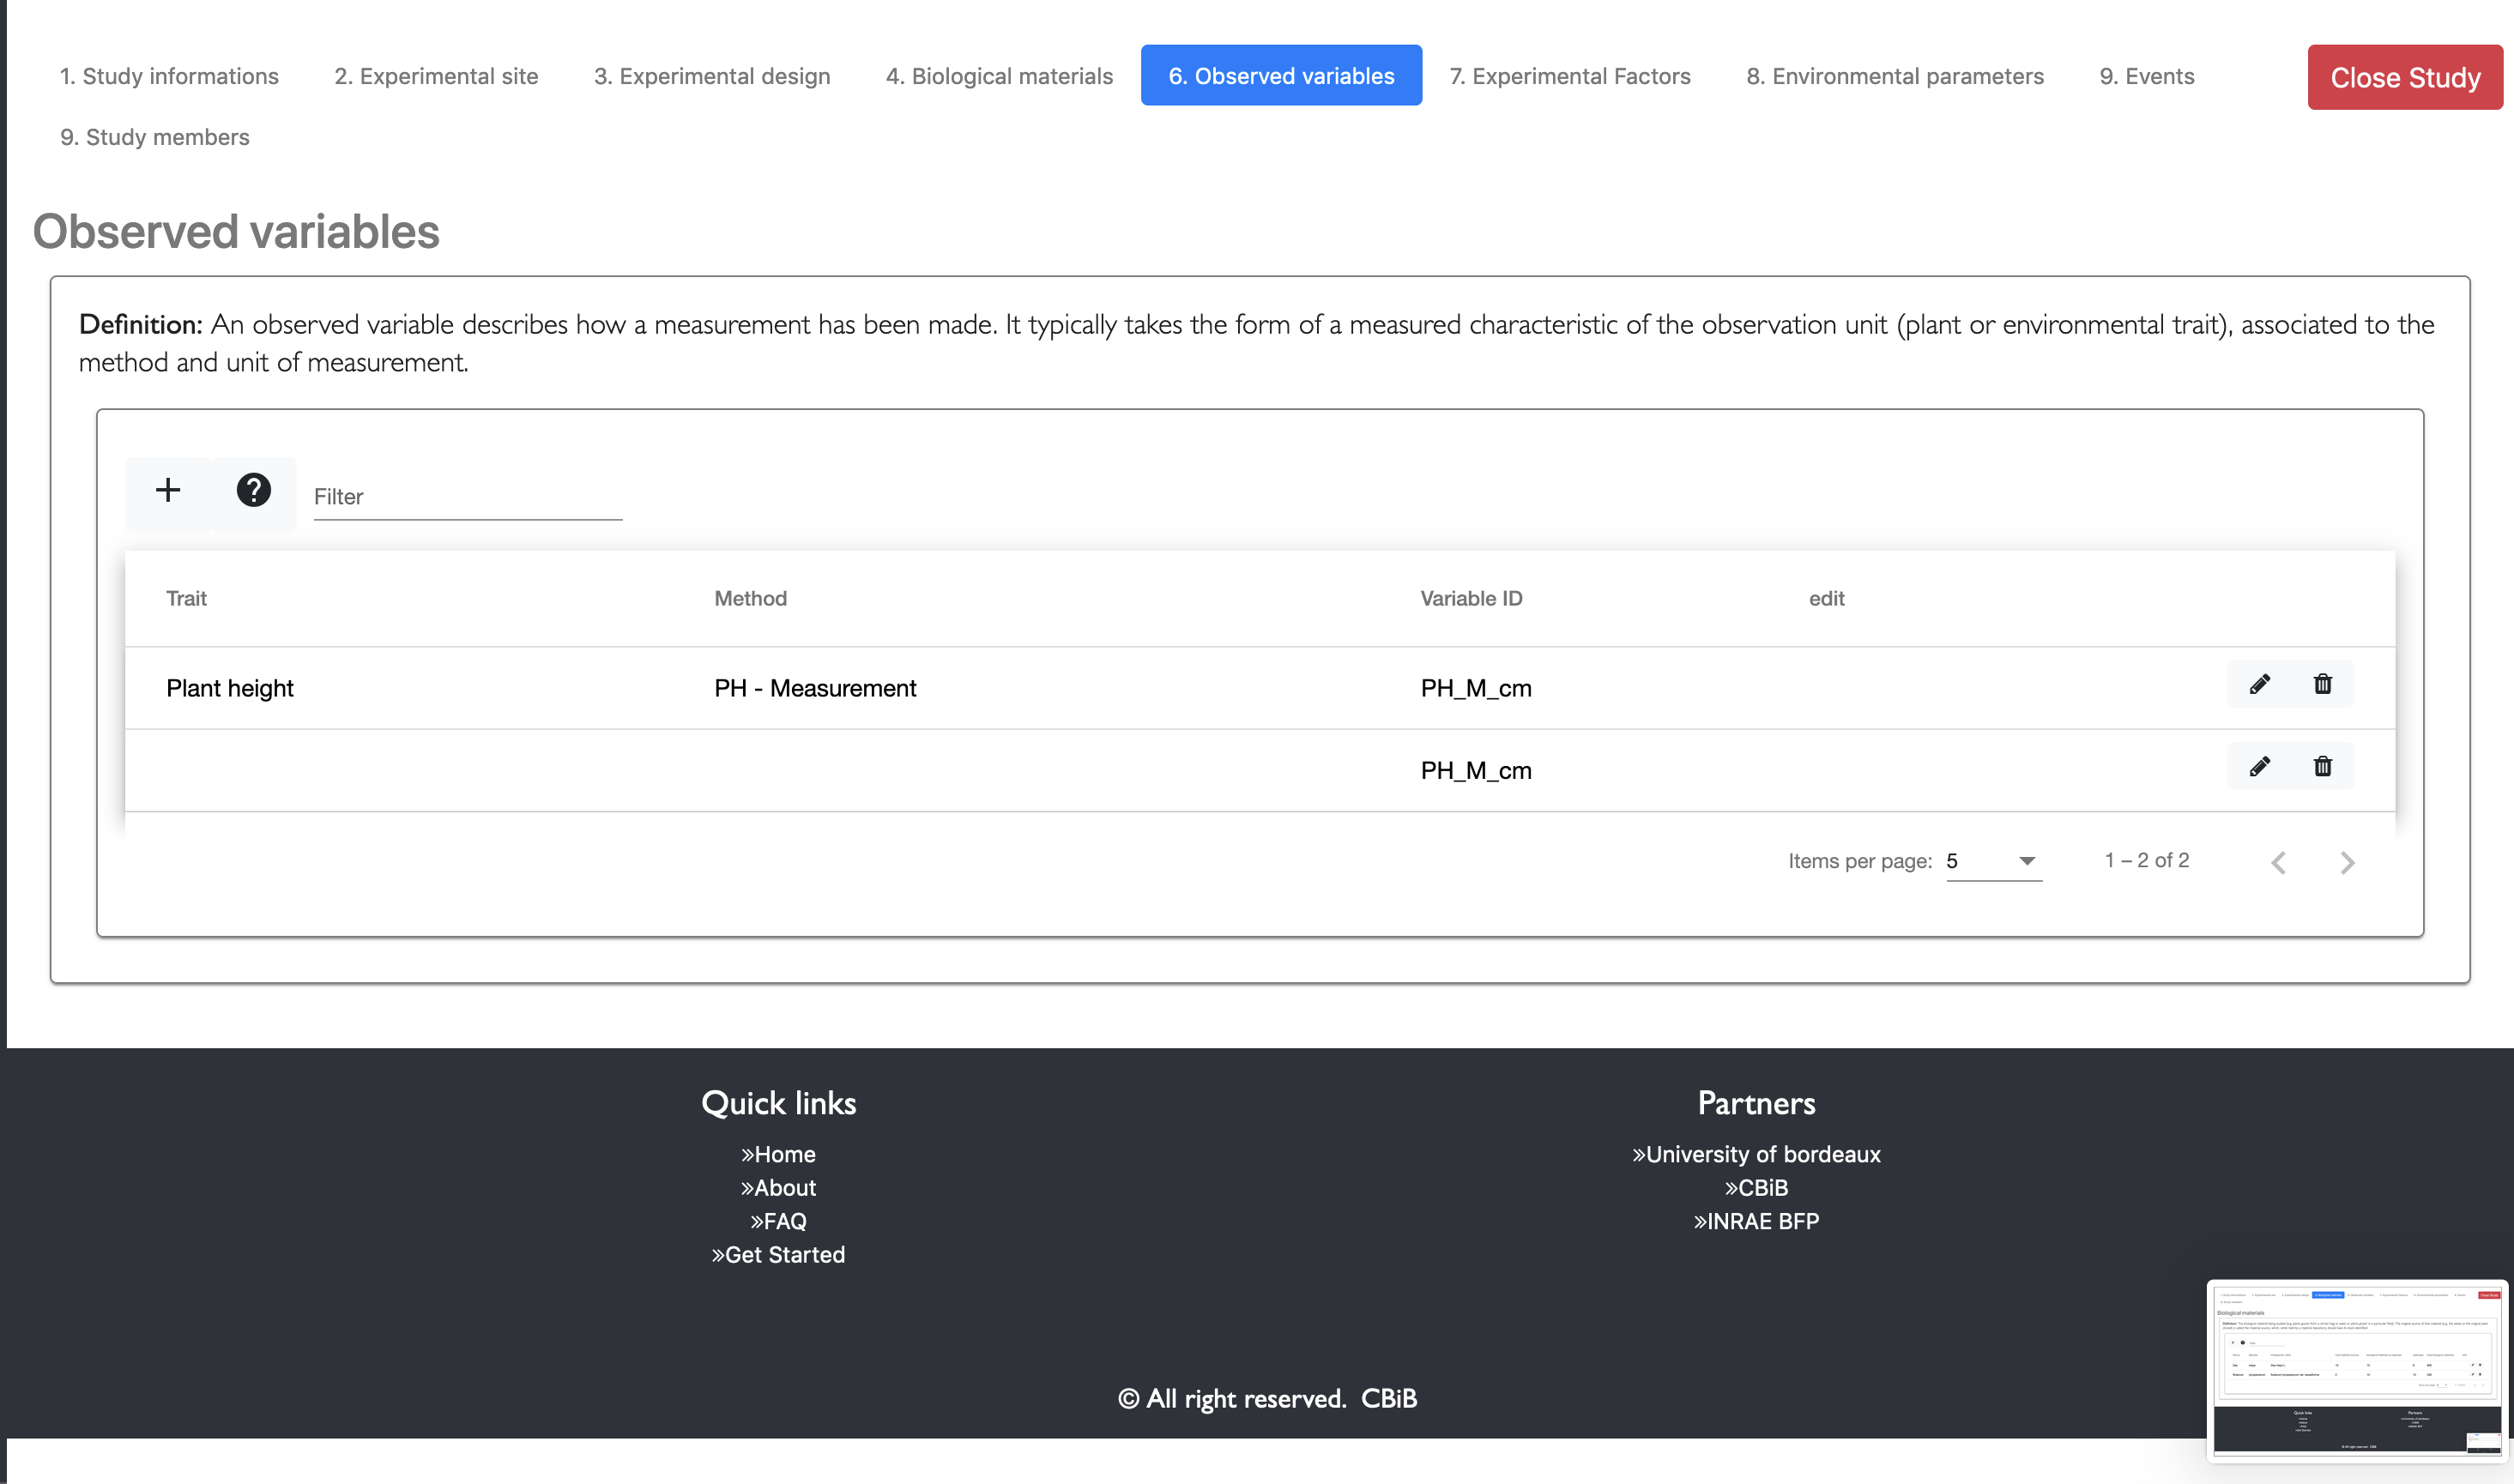 1. Study informations 2. Experimental site 3. Experimental design 4. Biological materials 6. Observed variables 7. Experimental Factors 8. Environmental parameters 9. Events Close Study
9. Study members
Observed variables
Definition: An observed variable describes how a measurement has been made. It typically takes the form of a measured characteristic of the observation unit (plant or environmental trait), associated to the
method and unit of measurement.
+ ? Filter
Trait Method Variable ID edit
Plant height PH - Measurement PH_M_cm
PH_M_cm
Items per page: 5 1 – 2 of 2
Quick links
»Home
»About
»FAQ
»Get Started
Partners
»University of bordeaux
»CBiB
»INRAE BFP
© All right reserved. CBiB
Biological materials